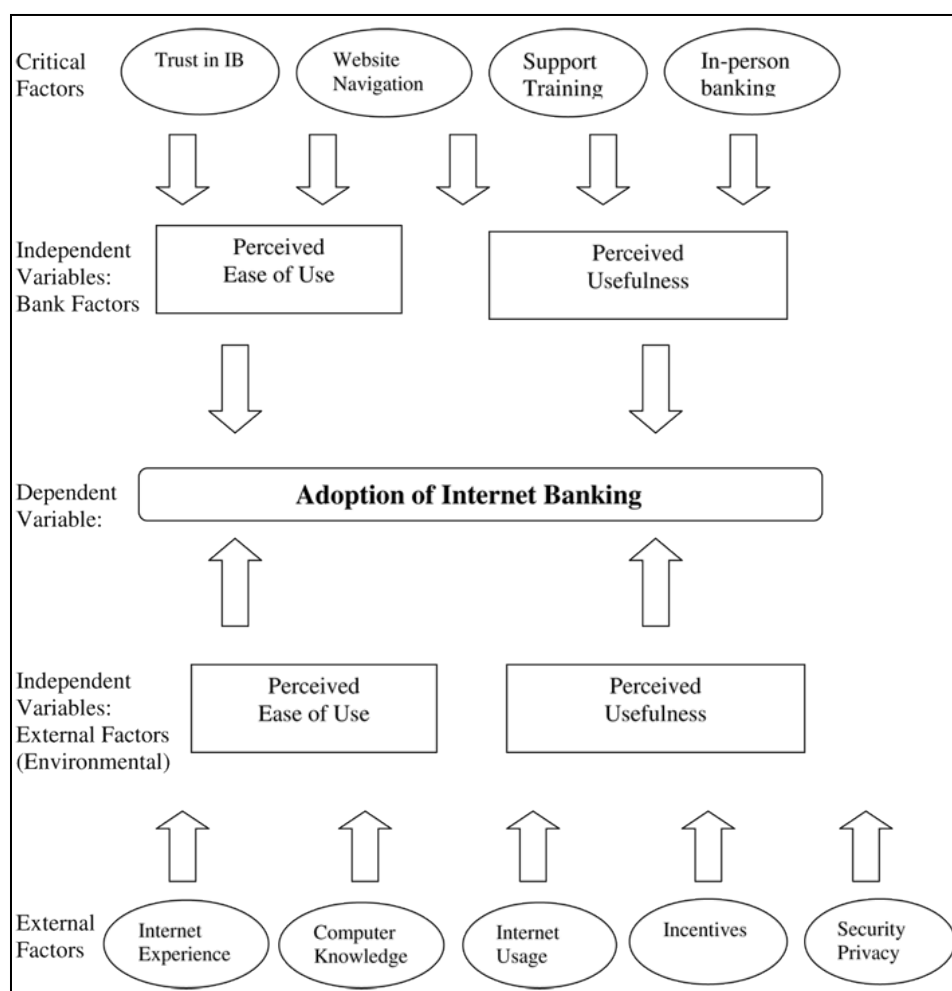 Critical
Factors
Trust in IB
Website
Navigation
Support
Training
In-person
banking
Independent
Variables:
Bank Factors
Perceived
Ease of Use
Perceived
Usefulness
Dependent
Variable:
Adoption of Internet Banking
Independent
Variables:
External Factors
(Environmental)
Perceived
Ease of Use
Perceived
Usefulness
External
Factors
Internet
Experience
Computer
Knowledge
Internet
Usage
Incentives
Security
Privacy